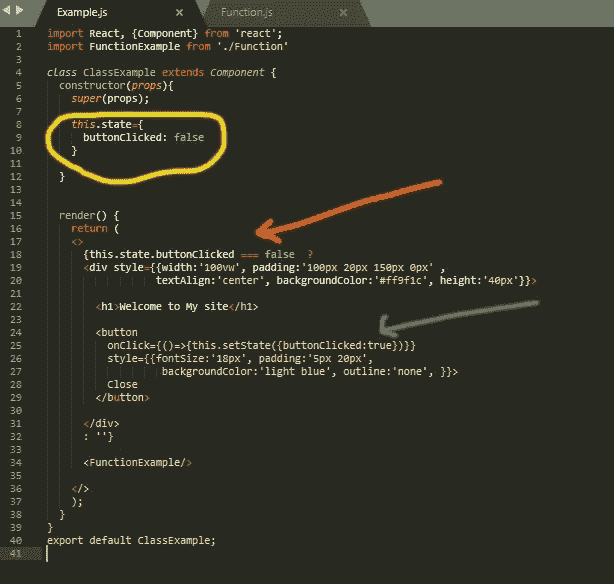 Example.js × Function.js ×
1 import React, {Component} from 'react';
2 import FunctionExample from './Function'
3
4 class ClassExample extends Component {
5 constructor(props){
6 super(props);
7
8 this.state={
9 buttonClicked: false
10 }
11
12 }
13
14
15 render() {
16 return (
17 <>
18 {this.state.buttonClicked === false ?
19 <div style={{width:'100vw', padding:'100px 20px 150px 0px' ,
20 textAlign:'center', backgroundColor:'#ff9f1c', height:'40px'}}>
21
22 <h1>Welcome to My site</h1>
23
24 <button
25 onClick={()=>{this.setState({buttonClicked:true})}}
26 style={{fontSize:'18px', padding:'5px 20px',
27 backgroundColor:'light blue', outline:'none', }}>
28 Close
29 </button>
30
31 </div>
32 : ''}
33
34 <FunctionExample/>
35
36 </>
37 );
38 }
39 }
40 export default ClassExample;
41